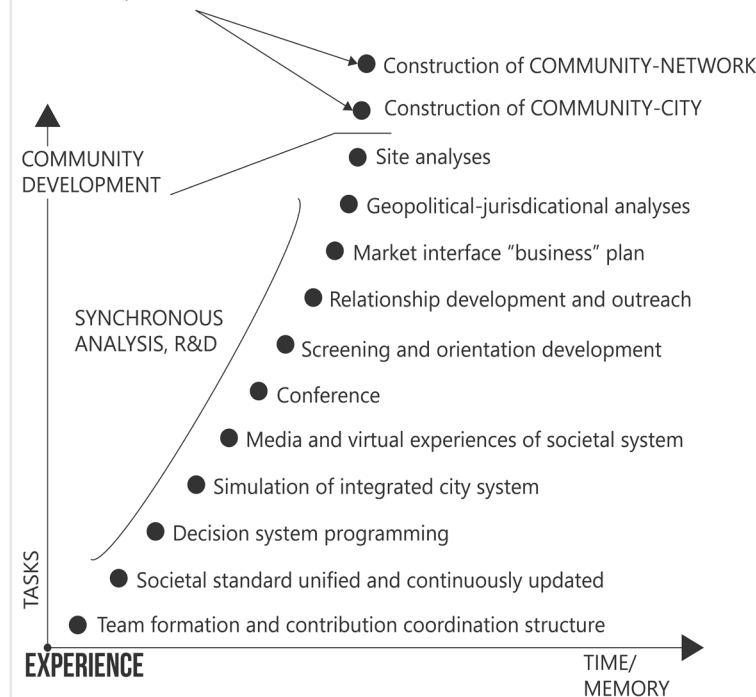 Construction of COMMUNITY-NETWORK
Construction of COMMUNITY-CITY
COMMUNITY
DEVELOPMENT
Site analyses
Geopolitical-jurisdicational analyses
Market interface “business” plan
Relationship development and outreach
SYNCHRONOUS
ANALYSIS, R&D
Screening and orientation development
Conference
Media and virtual experiences of societal system
Simulation of integrated city system
Decision system programming
TASKS
Societal standard unified and continuously updated
Team formation and contribution coordination structure
EXPERIENCE
TIME/
MEMORY